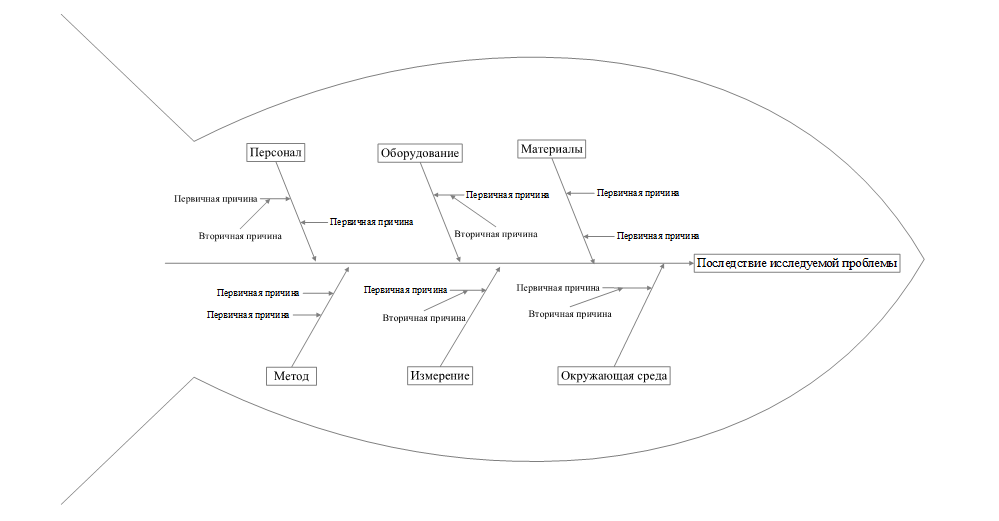 Персонал
Оборудование
Материалы
Первичная причина
Первичная причина
Первичная причина
Первичная причина
Вторичная причина
Вторичная причина
Первичная причина
Последствие исследуемой проблемы
Первичная причина
Первичная причина
Первичная причина
Первичная причина
Вторичная причина
Вторичная причина
Метод
Измерение
Окружающая среда